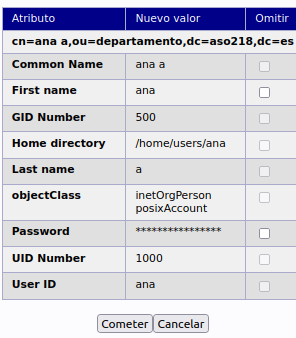 Atributo Nuevo valor Omitir
cn=ana a,ou=departamento,dc=aso218,dc=es
Common Name ana a
First name ana
GID Number 500
Home directory /home/users/ana
Last name a
objectClass inetOrgPerson
posixAccount
Password ****************
UID Number 1000
User ID ana
Cometer Cancelar